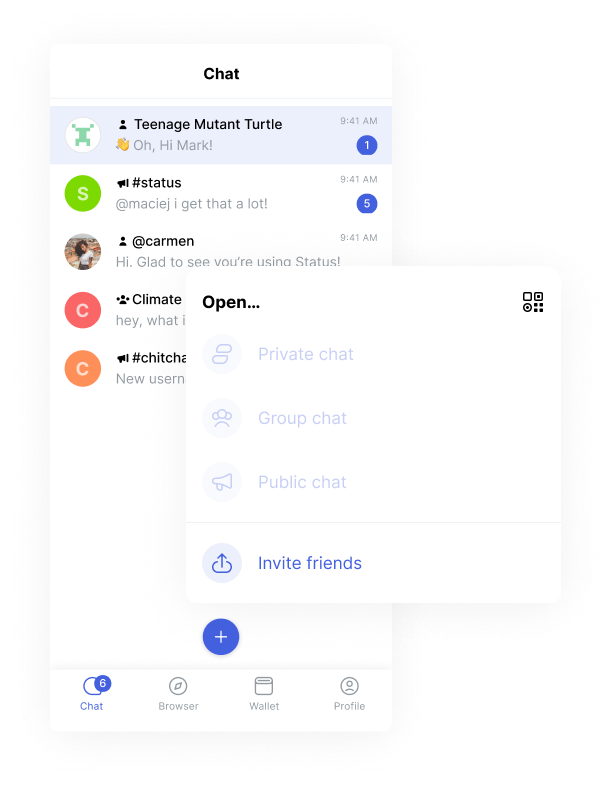 Chat
Teenage Mutant Turtle
9:41 AM
👋 Oh, Hi Mark!
1
S
#status
9:41 AM
@maciej i get that a lot!
5
@carmen
9:41 AM
Hi. Glad to see you're using Status!
C
Climate
hey, what i
C
#chitcha
New usern
Open...
Private chat
Group chat
Public chat
Invite friends
+
6
Chat
Browser
Wallet
Profile